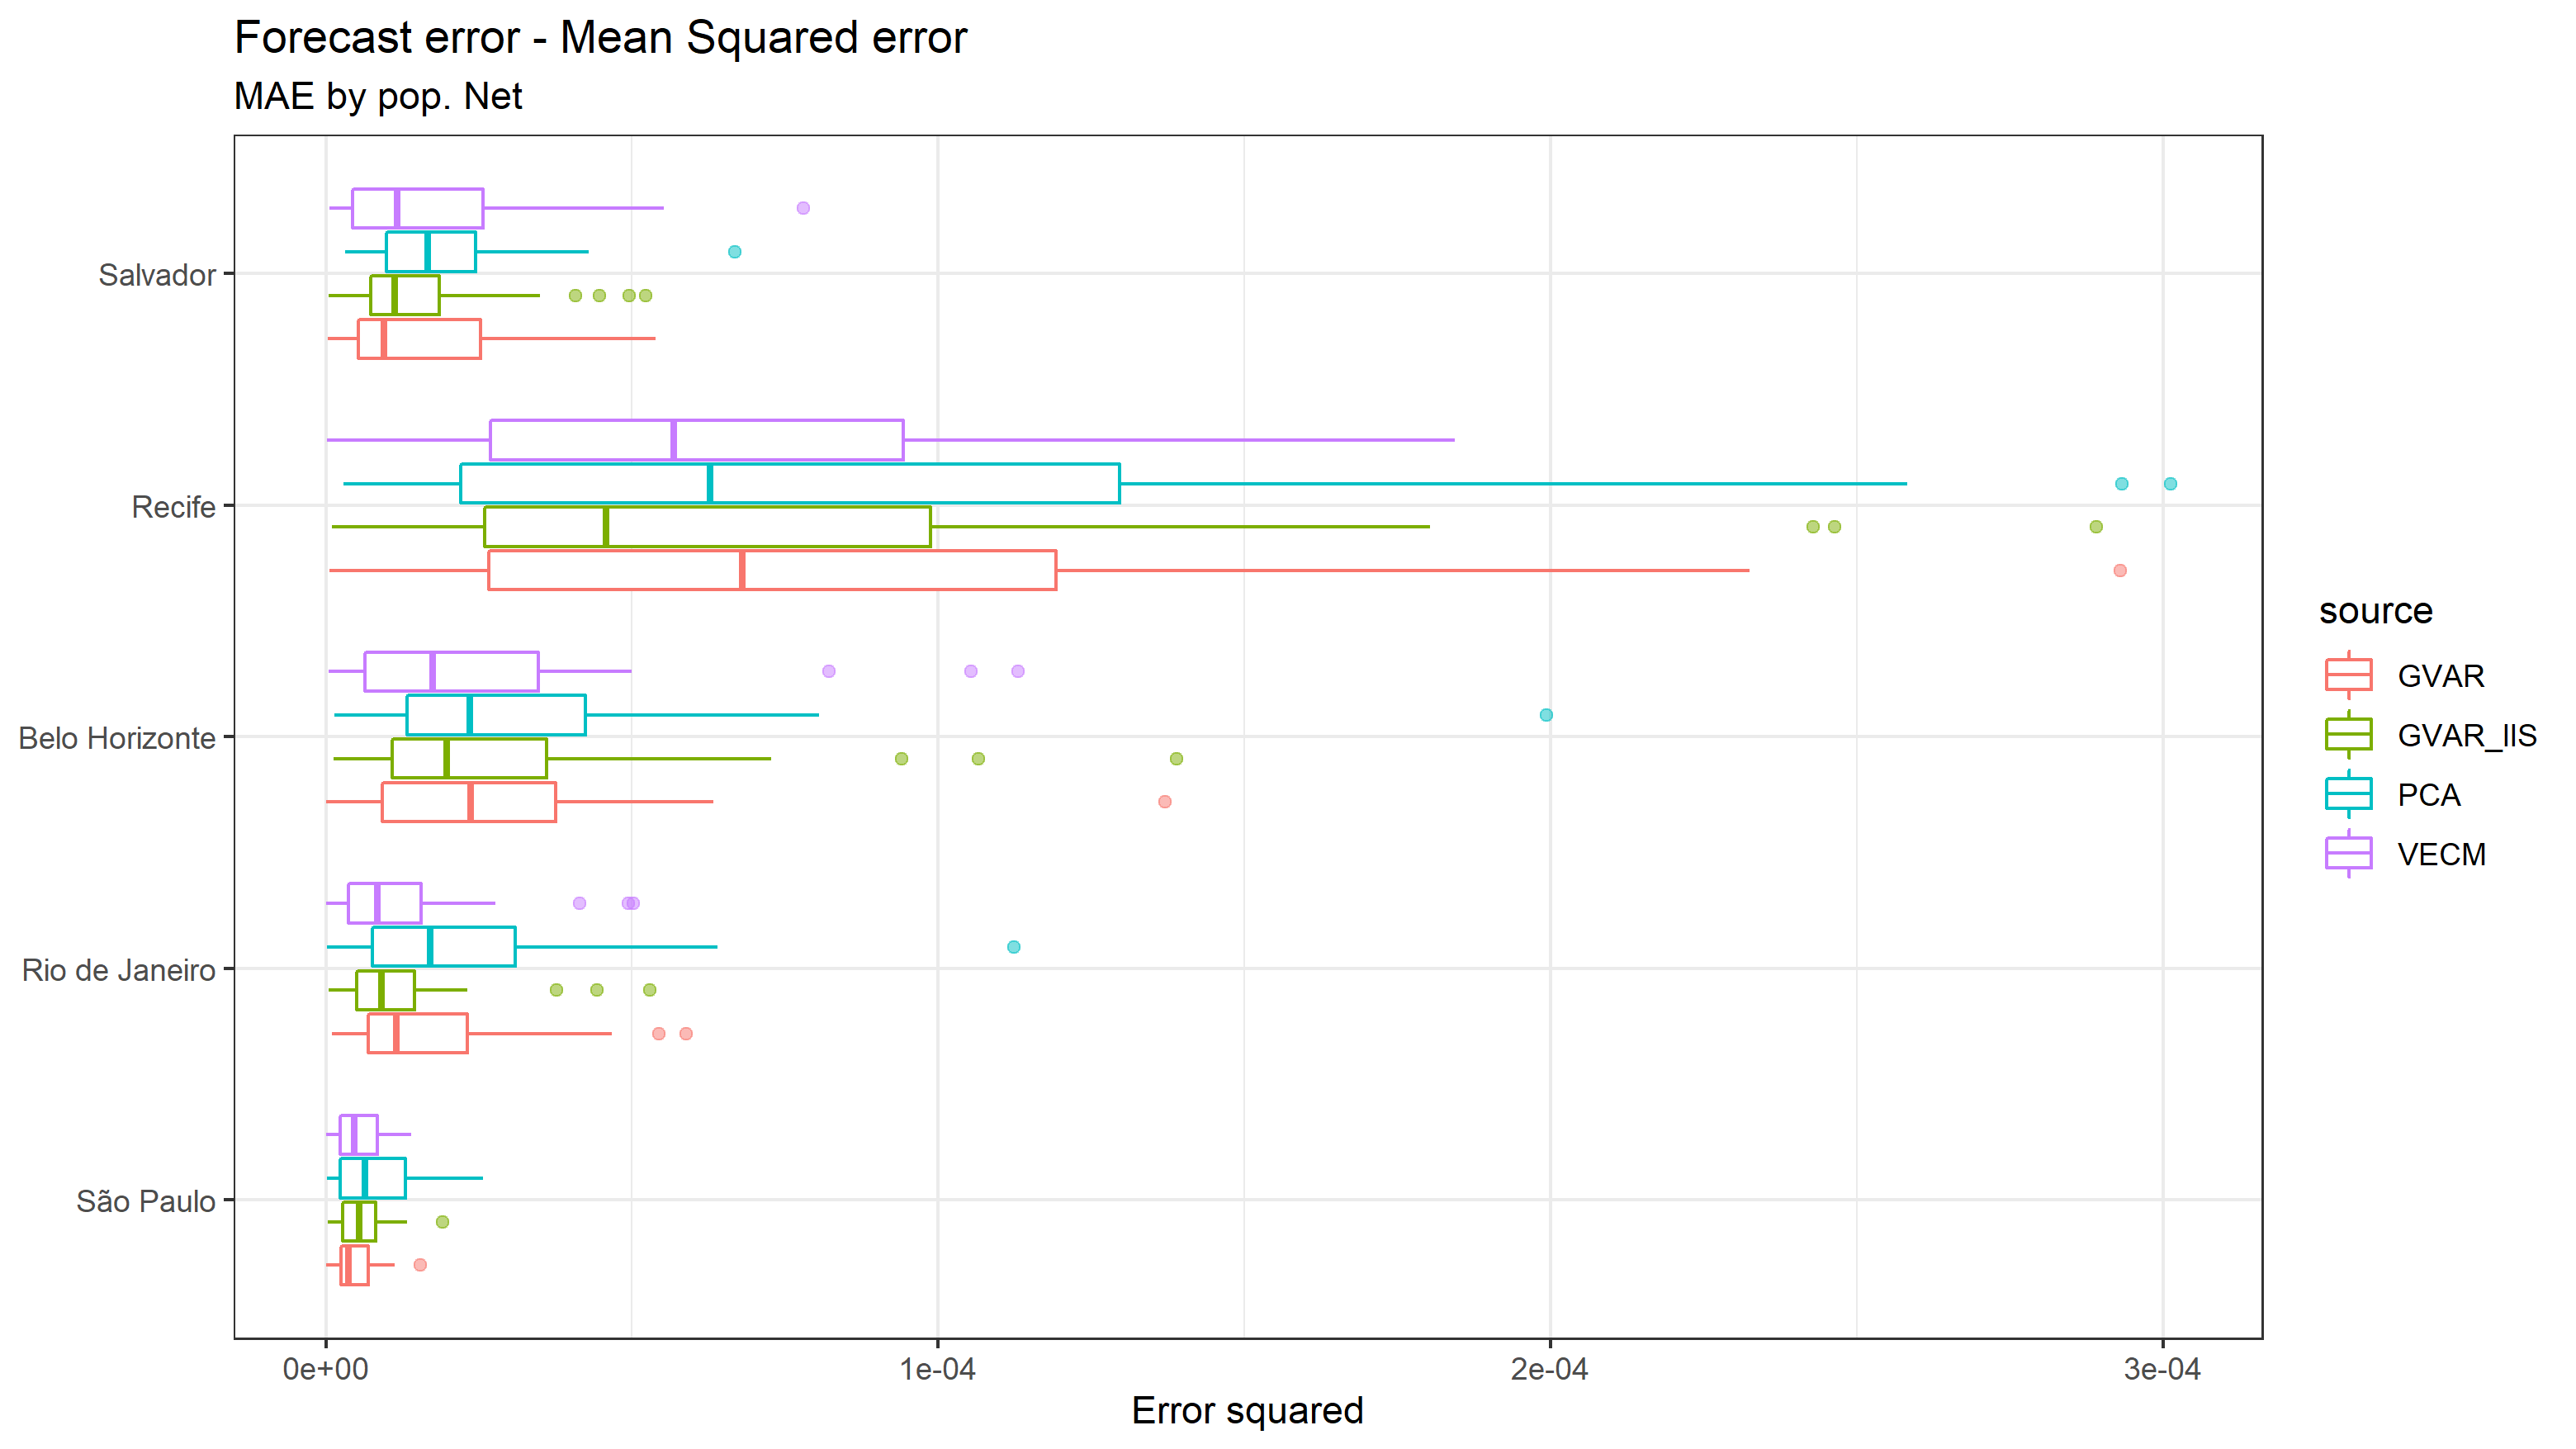 Forecast error - Mean Squared error
MAE by pop. Net
Salvador
Recife
Belo Horizonte
Rio de Janeiro
São Paulo
0e+00
1e-04
2e-04
3e-04
Error squared
source
GVAR
GVAR_IIS
PCA
VECM